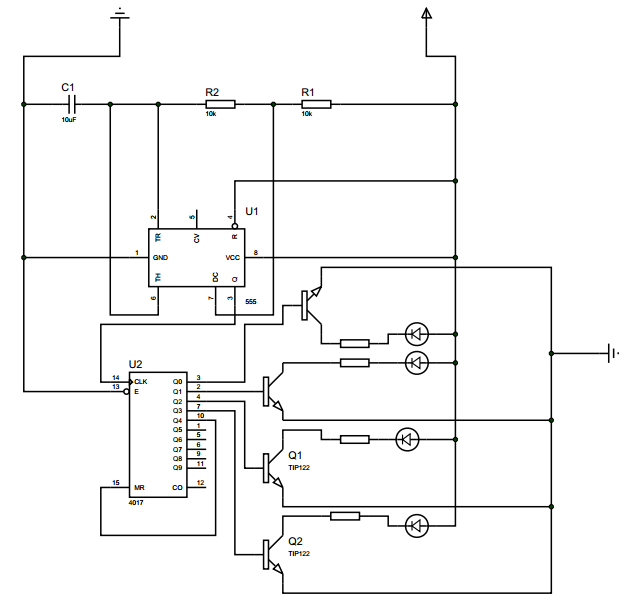 C1
10uF
R2
10k
R1
10k
U1
2
5
4
TR
CV
R
1
GND
VCC
8
TH
DC
Q
6
7
3
555
U2
14
CLK
Q0
3
13
E
Q1
2
Q2
4
Q3
7
Q4
10
Q5
1
Q6
5
Q7
6
Q8
9
Q9
11
15
MR
CO
12
4017
Q1
TIP122
Q2
TIP122